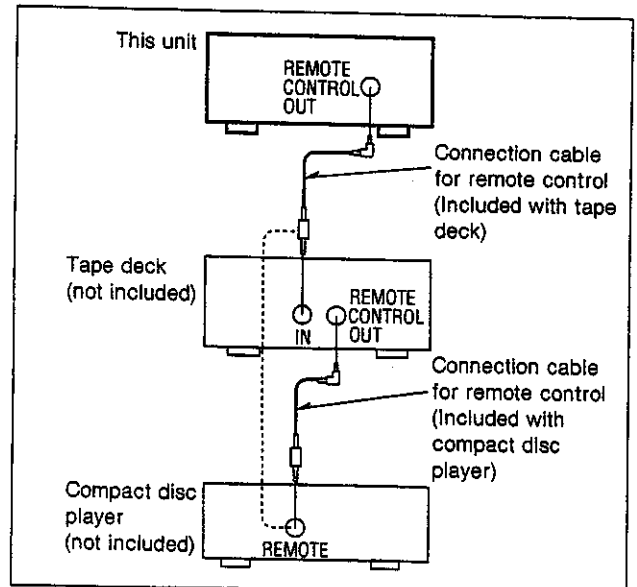 This unit
REMOTE
CONTROL
OUT
Connection cable
for remote control
(Included with tape
deck)
Tape deck
(not included)
IN
REMOTE
CONTROL
OUT
Connection cable
for remote control
(Included with
compact disc
player)
Compact disc
player
(not included)
REMOTE